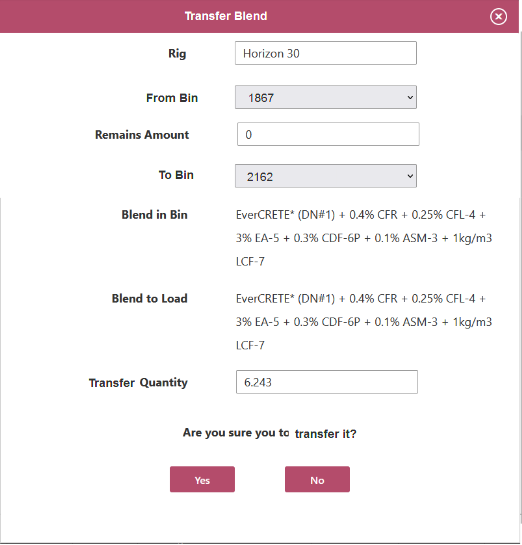 Transfer Blend
Rig Horizon 30
From Bin 1867
Remains Amount 0
To Bin 2162
Blend in Bin EverCRETE* (DN#1) + 0.4% CFR + 0.25% CFL-4 +
3% EA-5 + 0.3% CDF-6P + 0.1% ASM-3 + 1kg/m3
LCF-7
Blend to Load EverCRETE* (DN#1) + 0.4% CFR + 0.25% CFL-4 +
3% EA-5 + 0.3% CDF-6P + 0.1% ASM-3 + 1kg/m3
LCF-7
Transfer Quantity 6.243
Are you sure you to transfer it?
Yes No